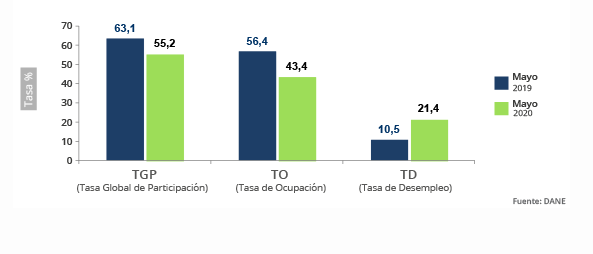 Tasa %
70
60
50
40
30
20
10
0
63,1
55,2
56,4
43,4
10,5
21,4
TGP
(Tasa Global de Participación)
TO
(Tasa de Ocupación)
TD
(Tasa de Desempleo)
Mayo
2019
Mayo
2020
Fuente: DANE